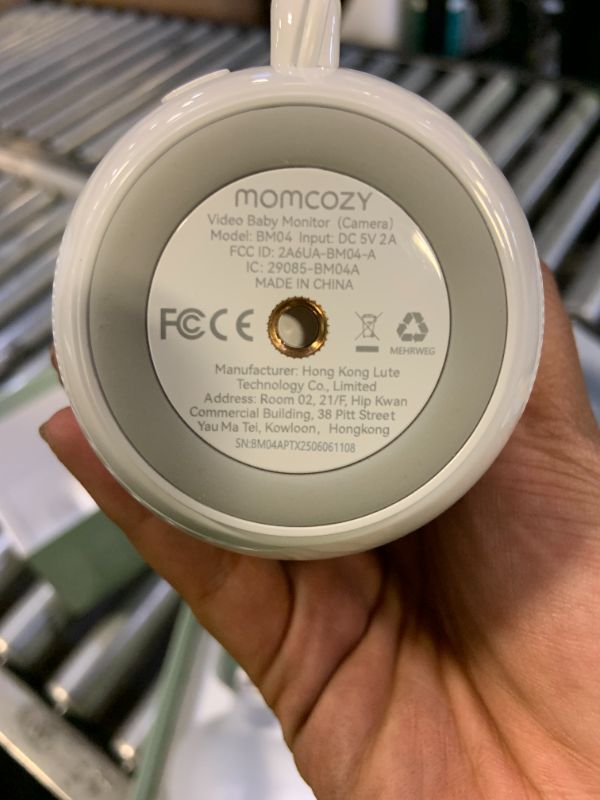 momcozy
Video Baby Monitor (Camera)
Model: BM04 Input: DC 5V 2A
FCC ID: 2A6UA-BM04-A
IC: 29085-BM04A
MADE IN CHINA
FC CE
MEHRWEG
Manufacturer: Hong Kong Lute
Technology Co., Limited
Address: Room 02, 21/F, Hip Kwan
Commercial Building, 38 Pitt Street
Yau Ma Tei, Kowloon, Hongkong
SN:BM04APTX2506061108